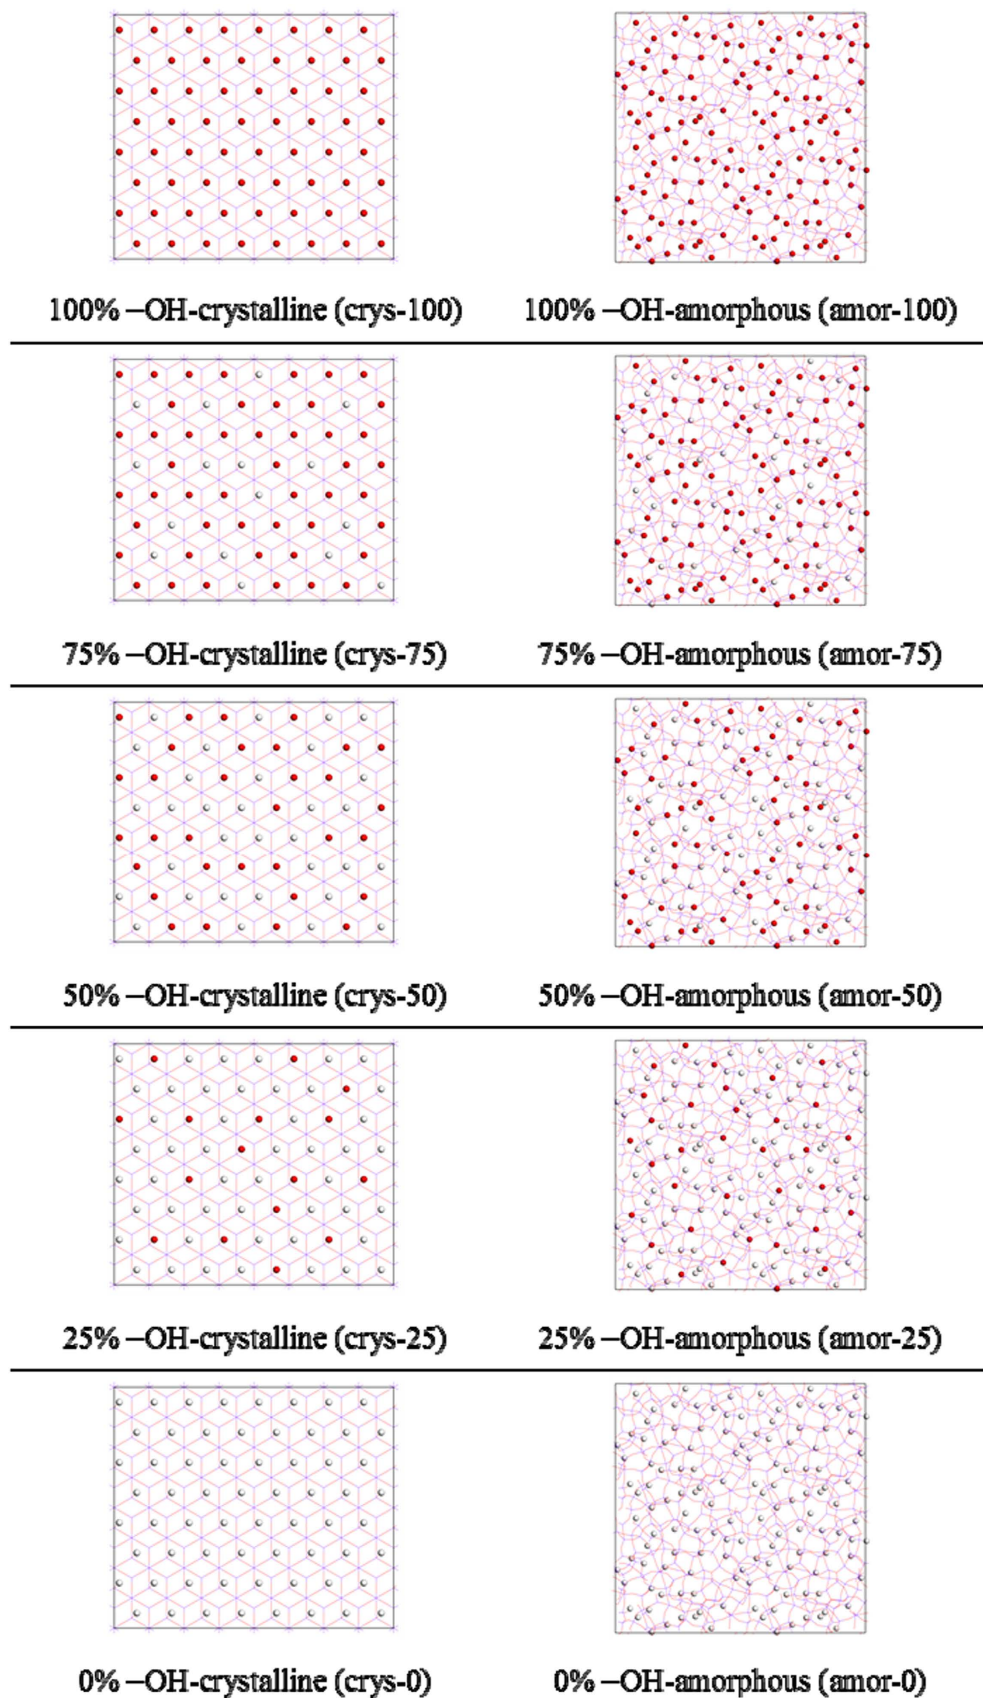 100% –OH-crystalline (crys-100)
100% –OH-amorphous (amor-100)
75% –OH-crystalline (crys-75)
75% –OH-amorphous (amor-75)
50% –OH-crystalline (crys-50)
50% –OH-amorphous (amor-50)
25% –OH-crystalline (crys-25)
25% –OH-amorphous (amor-25)
0% –OH-crystalline (crys-0)
0% –OH-amorphous (amor-0)